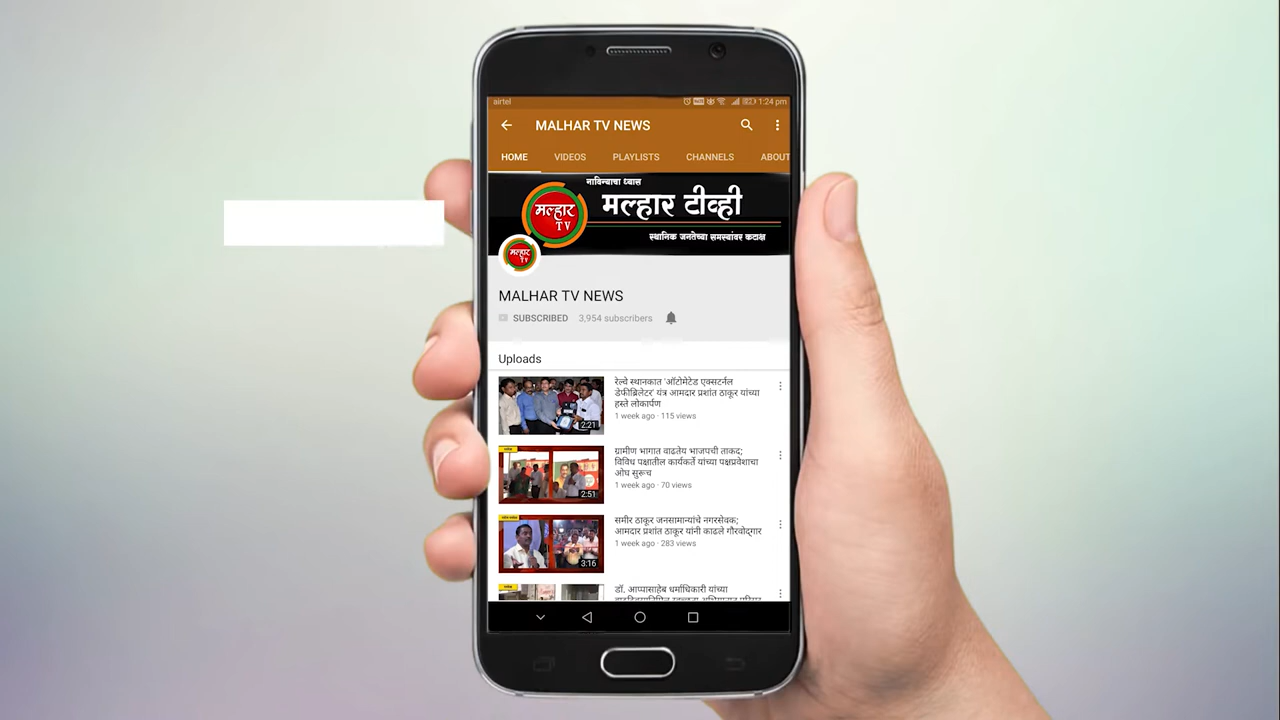 airtel 1:24 pm
MALHAR TV NEWS
HOME VIDEOS PLAYLISTS CHANNELS ABOUT
नाविन्याचा ध्यास
मल्हार टीव्ही
मल्हार
TV
स्थानिक जनतेच्या समस्यांवर कटाक्ष
मल्हार
TV
MALHAR TV NEWS
SUBSCRIBED 3,954 subscribers
Uploads
रेल्वे स्थानकात 'ऑटोमेटेड एक्सटर्नल
डेफीब्रिलेटर' यंत्र आमदार प्रशांत ठाकूर यांच्या
हस्ते लोकार्पण
1 week ago · 115 views
2:21
ग्रामीण भागात वाढतेय भाजपची ताकद;
विविध पक्षातील कार्यकर्ते यांच्या पक्षप्रवेशाचा
ओघ सुरूच
1 week ago · 70 views
2:51
समीर ठाकूर जनसामान्यांचे नगरसेवक;
आमदार प्रशांत ठाकूर यांनी काढले गौरवोद्गार
1 week ago · 283 views
3:16
डॉ. आप्पासाहेब धर्माधिकारी यांच्या